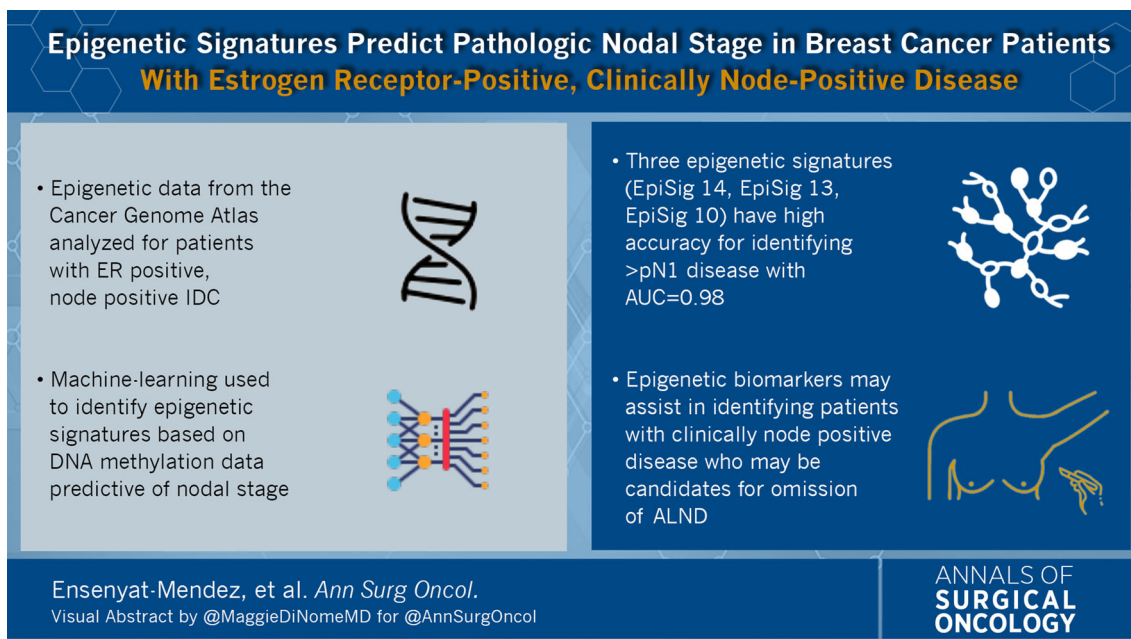 Epigenetic Signatures Predict Pathologic Nodal Stage in Breast Cancer Patients
With Estrogen Receptor-Positive, Clinically Node-Positive Disease
• Epigenetic data from the
Cancer Genome Atlas
analyzed for patients
with ER positive,
node positive IDC
• Machine-learning used
to identify epigenetic
signatures based on
DNA methylation data
predictive of nodal stage
• Three epigenetic signatures
(EpiSig 14, EpiSig 13,
EpiSig 10) have high
accuracy for identifying
>pN1 disease with
AUC=0.98
• Epigenetic biomarkers may
assist in identifying patients
with clinically node positive
disease who may be
candidates for omission
of ALND
Ensenyat-Mendez, et al. Ann Surg Oncol.
Visual Abstract by @MaggieDiNomeMD for @AnnSurgOncol
ANNALS OF
SURGICAL
ONCOLOGY